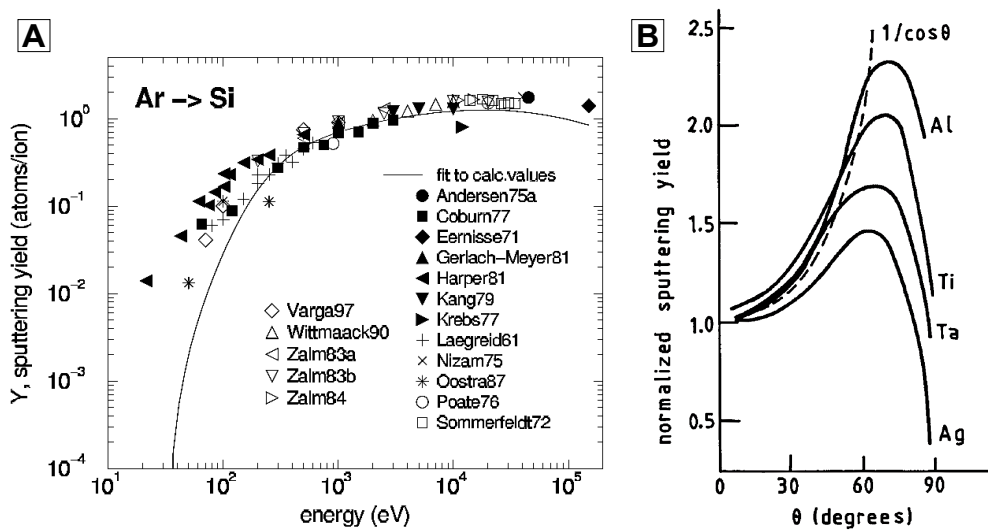 A
Ar -> Si
Y, sputtering yield (atoms/ion)
10^0
10^-1
10^-2
10^-3
10^-4
10^1
10^2
10^3
10^4
10^5
energy (eV)
Varga97
Wittmaack90
Zalm83a
Zalm83b
Zalm84
fit to calc.values
Andersen75a
Coburn77
Eernisse71
Gerlach-Meyer81
Harper81
Kang79
Krebs77
Laegreid61
Nizam75
Oostra87
Poate76
Sommerfeldt72
B
normalized sputtering yield
2.5
2.0
1.5
1.0
0.5
0
30
60
90
θ (degrees)
1/cosθ
Al
Ti
Ta
Ag